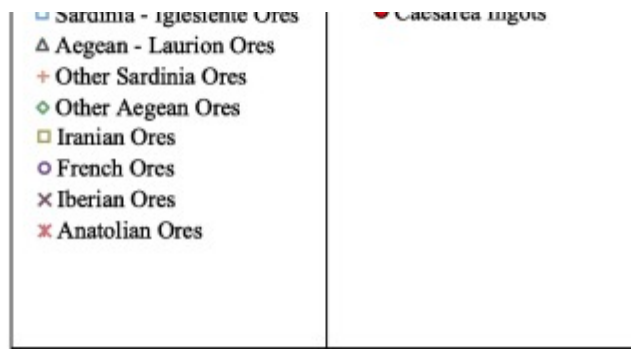 Sardinia - Iglesiente Ores
Aegean - Laurion Ores
Other Sardinia Ores
Other Aegean Ores
Iranian Ores
French Ores
Iberian Ores
Anatolian Ores
Caesarea Ingots